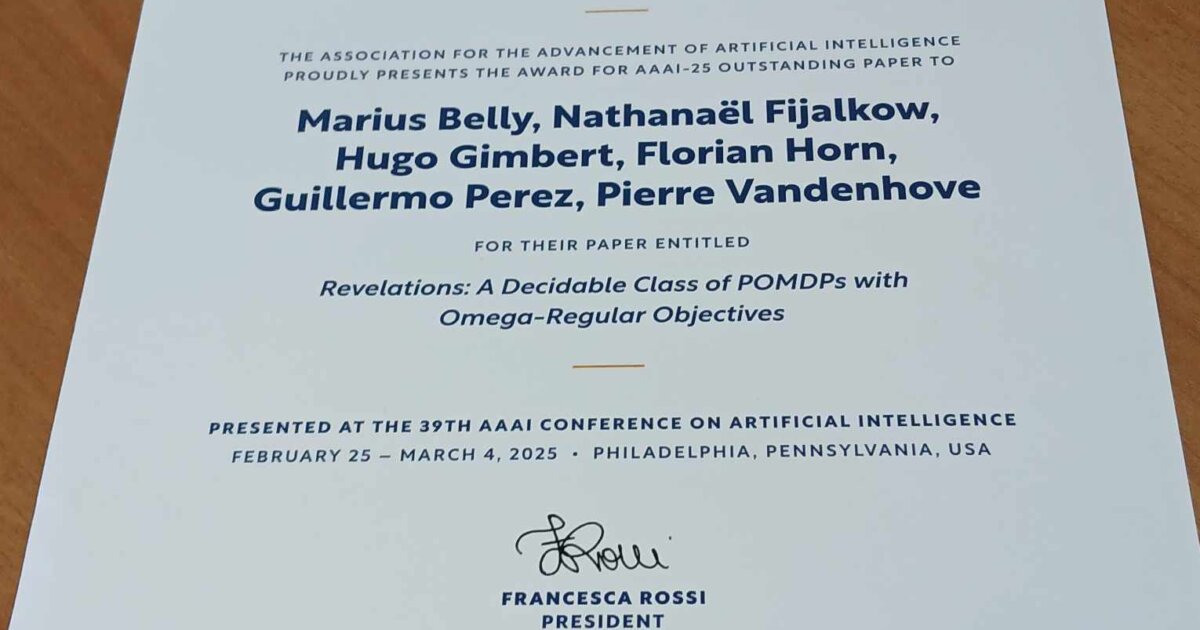 THE ASSOCIATION FOR THE ADVANCEMENT OF ARTIFICIAL INTELLIGENCE
PROUDLY PRESENTS THE AWARD FOR AAAI-25 OUTSTANDING PAPER TO
Marius Belly, Nathanaël Fijalkow,
Hugo Gimbert, Florian Horn,
Guillermo Perez, Pierre Vandenhove
FOR THEIR PAPER ENTITLED
Revelations: A Decidable Class of POMDPs with
Omega-Regular Objectives
PRESENTED AT THE 39TH AAAI CONFERENCE ON ARTIFICIAL INTELLIGENCE
FEBRUARY 25 – MARCH 4, 2025 • PHILADELPHIA, PENNSYLVANIA, USA
FRANCESCA ROSSI
PRESIDENT